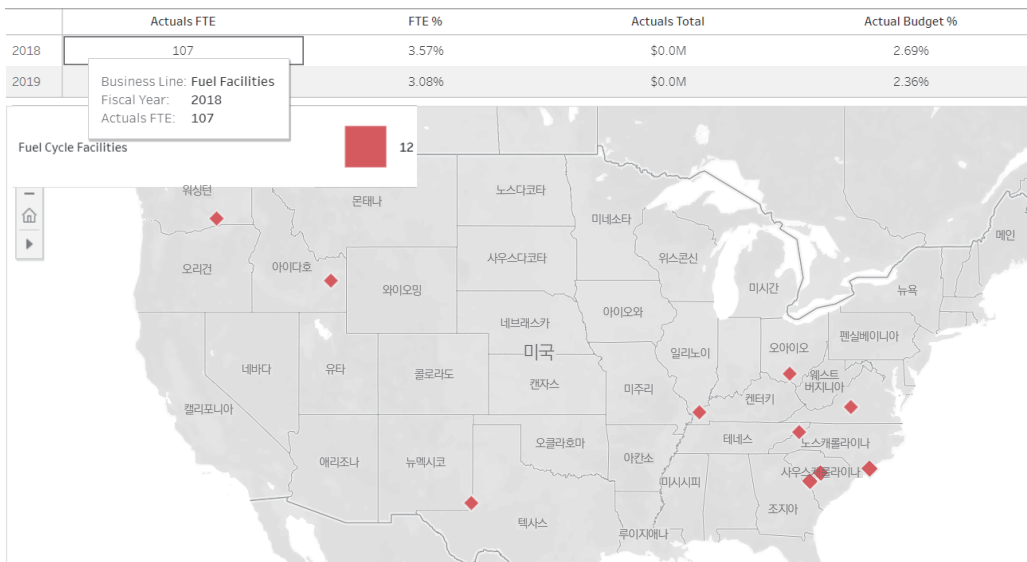 Actuals FTE FTE % Actuals Total Actual Budget %
2018 107 3.57% $0.0M 2.69%
2019 3.08% $0.0M 2.36%
Business Line: Fuel Facilities
Fiscal Year: 2018
Actuals FTE: 107
Fuel Cycle Facilities 12
워싱턴
몬태나
노스다코타
미네소타
메인
오리건
아이다호
사우스다코타
위스콘신
와이오밍
미시간
뉴욕
네브래스카
아이오와
펜실베이니아
미국
일리노이
오하이오
네바다
유타
콜로라도
캔자스
미주리
웨스트
버지니아
켄터키
캘리포니아
테네스
노스캐롤라이나
오클라호마
애리조나
뉴멕시코
아칸소
사우스캐롤라이나
미시시피
조지아
텍사스
루이지애나